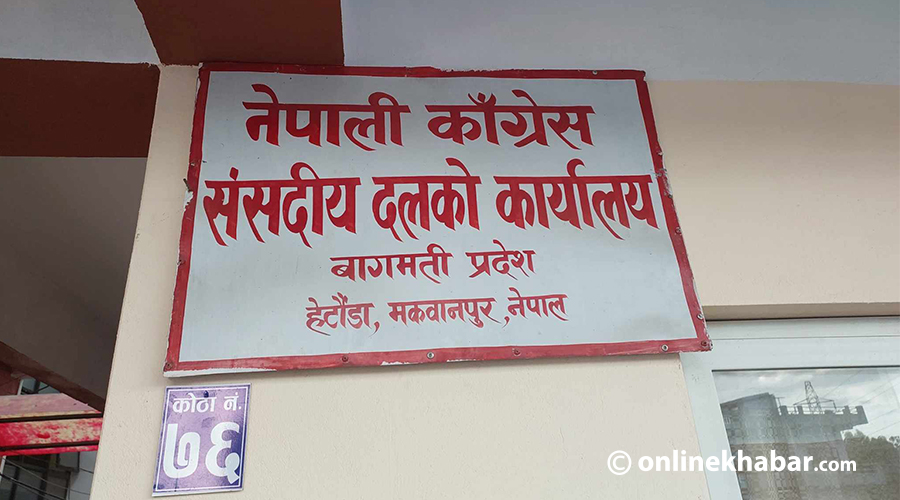 नेपाली काँग्रेस
संसदीय दलको कार्यालय
बागमती प्रदेश
हेटौंडा, मकवानपुर, नेपाल
कोठा नं.
७६
© onlinekhabar.com